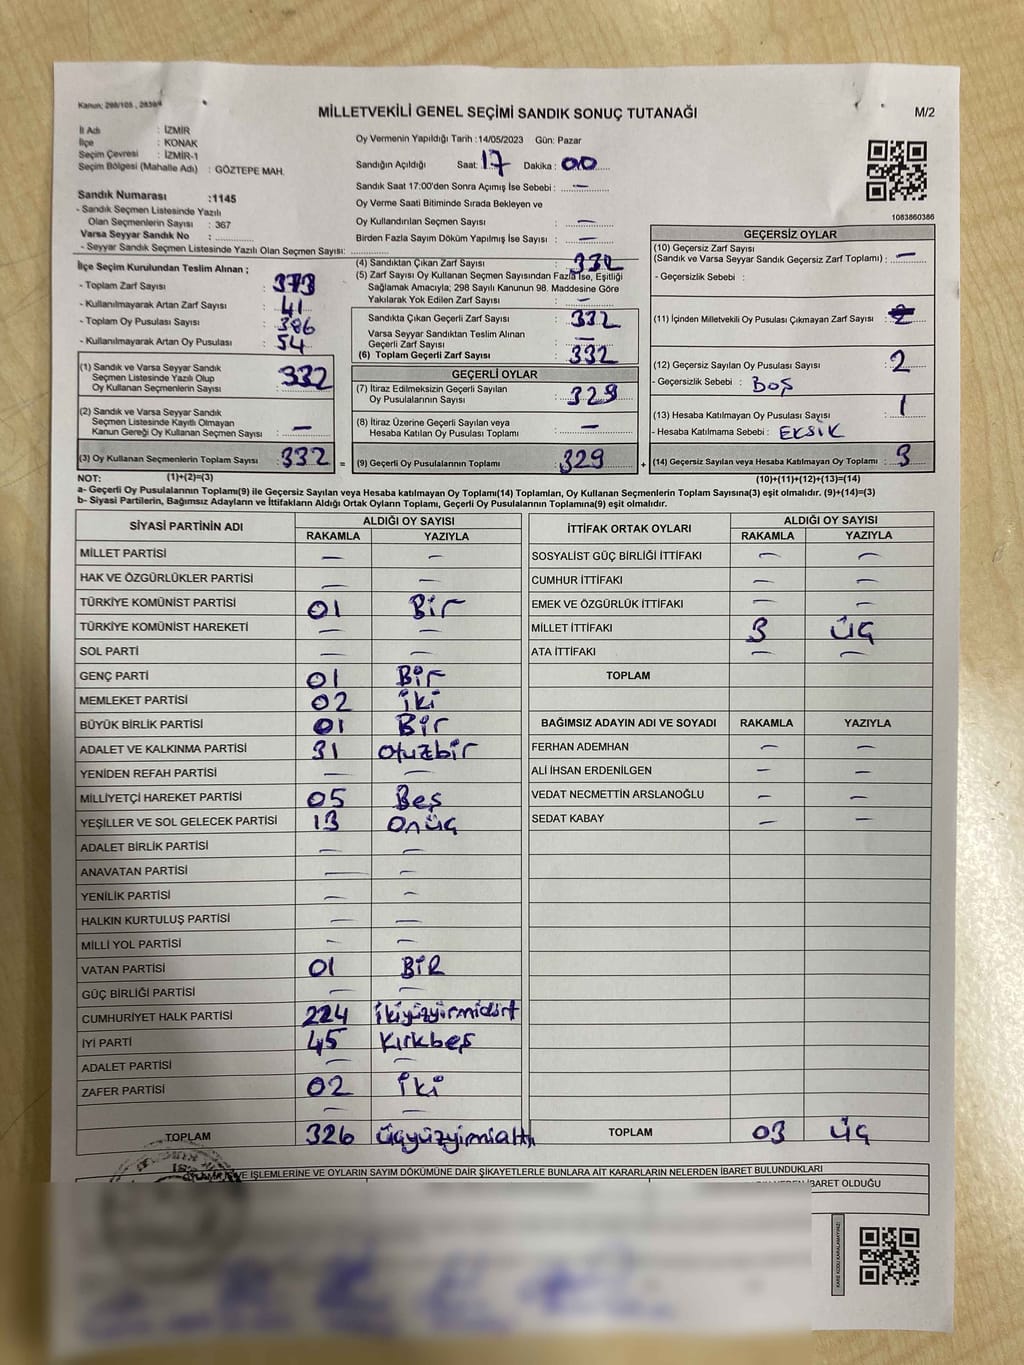 Kanun; 298/105 , 2839/4
MİLLETVEKİLİ GENEL SEÇİMİ SANDIK SONUÇ TUTANAĞI
M/2
İl Adı : İZMİR
İlçe : KONAK
Seçim Çevresi : İZMİR-1
Seçim Bölgesi (Mahalle Adı) : GÖZTEPE MAH.
Sandık Numarası :1145
- Sandık Seçmen Listesinde Yazılı
Olan Seçmenlerin Sayısı : 367
Varsa Seyyar Sandık No :
- Seyyar Sandık Seçmen Listesinde Yazılı Olan Seçmen Sayısı:
Oy Vermenin Yapıldığı Tarih :14/05/2023 Gün: Pazar
Sandığın Açıldığı Saat: 17 Dakika : 00
Sandık Saat 17:00'den Sonra Açımış İse Sebebi : —
Oy Verme Saati Bitiminde Sırada Bekleyen ve
Oy Kullandırılan Seçmen Sayısı : —
Birden Fazla Sayım Döküm Yapılmış İse Sayısı : —
1083860386
İlçe Seçim Kurulundan Teslim Alınan ;
- Toplam Zarf Sayısı : 373
- Kullanılmayarak Artan Zarf Sayısı : 41
- Toplam Oy Pusulası Sayısı : 386
- Kullanılmayarak Artan Oy Pusulası : 54
(1) Sandık ve Varsa Seyyar Sandık
Seçmen Listesinde Yazılı Olup
Oy Kullanan Seçmenlerin Sayısı : 332
(2) Sandık ve Varsa Seyyar Sandık
Seçmen Listesinde Kayıtlı Olmayan
Kanun Gereği Oy Kullanan Seçmen Sayısı : —
(3) Oy Kullanan Seçmenlerin Toplam Sayısı : 332
(4) Sandıktan Çıkan Zarf Sayısı : 332
(5) Zarf Sayısı Oy Kullanan Seçmen Sayısından Fazla İse, Eşitliği
Sağlamak Amacıyla; 298 Sayılı Kanunun 98. Maddesine Göre
Yakılarak Yok Edilen Zarf Sayısı : —
Sandıkta Çıkan Geçerli Zarf Sayısı : 332
Varsa Seyyar Sandıktan Teslim Alınan
Geçerli Zarf Sayısı : —
(6) Toplam Geçerli Zarf Sayısı : 332
GEÇERLİ OYLAR
(7) İtiraz Edilmeksizin Geçerli Sayılan
Oy Pusulalarının Sayısı : 329
(8) İtiraz Üzerine Geçerli Sayılan veya
Hesaba Katılan Oy Pusulası Toplamı : —
= (9) Geçerli Oy Pusulalarının Toplamı : 329
GEÇERSİZ OYLAR
(10) Geçersiz Zarf Sayısı
(Sandık ve Varsa Seyyar Sandık Geçersiz Zarf Toplamı) : —
- Geçersizlik Sebebi :
(11) İçinden Milletvekili Oy Pusulası Çıkmayan Zarf Sayısı :
(12) Geçersiz Sayılan Oy Pusulası Sayısı : 2
- Geçersizlik Sebebi : BOŞ
(13) Hesaba Katılmayan Oy Pusulası Sayısı : 1
- Hesaba Katılmama Sebebi : EKSİK
+ (14) Geçersiz Sayılan veya Hesaba Katılmayan Oy Toplamı : 3
NOT: (1)+(2)=(3)
(10)+(11)+(12)+(13)=(14)
a- Geçerli Oy Pusulalarının Toplamı(9) ile Geçersiz Sayılan veya Hesaba katılmayan Oy Toplamı(14) Toplamları, Oy Kullanan Seçmenlerin Toplam Sayısına(3) eşit olmalıdır. (9)+(14)=(3)
b- Siyasi Partilerin, Bağımsız Adayların ve İttifakların Aldığı Ortak Oyların Toplamı, Geçerli Oy Pusulalarının Toplamına(9) eşit olmalıdır.
SİYASİ PARTİNİN ADI ALDIĞI OY SAYISI
RAKAMLA YAZIYLA
MİLLET PARTİSİ — —
HAK VE ÖZGÜRLÜKLER PARTİSİ — —
TÜRKİYE KOMÜNİST PARTİSİ 01 Bir
TÜRKİYE KOMÜNİST HAREKETİ — —
SOL PARTİ — —
GENÇ PARTİ 01 Bir
MEMLEKET PARTİSİ 02 iki
BÜYÜK BİRLİK PARTİSİ 01 Bir
ADALET VE KALKINMA PARTİSİ 31 otuzbir
YENİDEN REFAH PARTİSİ — —
MİLLİYETÇİ HAREKET PARTİSİ 05 Beş
YEŞİLLER VE SOL GELECEK PARTİSİ 13 onüç
ADALET BİRLİK PARTİSİ — —
ANAVATAN PARTİSİ — —
YENİLİK PARTİSİ — —
HALKIN KURTULUŞ PARTİSİ — —
MİLLİ YOL PARTİSİ — —
VATAN PARTİSİ 01 BİR
GÜÇ BİRLİĞİ PARTİSİ — —
CUMHURİYET HALK PARTİSİ 224 ikiyüzyirmidört
İYİ PARTİ 45 Kırkbeş
ADALET PARTİSİ — —
ZAFER PARTİSİ 02 iki
— —
TOPLAM 326 üçyüzyirmialtı
İTTİFAK ORTAK OYLARI ALDIĞI OY SAYISI
RAKAMLA YAZIYLA
SOSYALİST GÜÇ BİRLİĞİ İTTİFAKI — —
CUMHUR İTTİFAKI — —
EMEK VE ÖZGÜRLÜK İTTİFAKI — —
MİLLET İTTİFAKI 3 üç
ATA İTTİFAKI — —
TOPLAM
BAĞIMSIZ ADAYIN ADI VE SOYADI RAKAMLA YAZIYLA
FERHAN ADEMHAN — —
ALİ İHSAN ERDENİLGEN — —
VEDAT NECMETTİN ARSLANOĞLU — —
SEDAT KABAY — —
TOPLAM 03 üç
VE İŞLEMLERİNE VE OYLARIN SAYIM DÖKÜMÜNE DAİR ŞİKAYETLERLE BUNLARA AİT KARARLARIN NELERDEN İBARET BULUNDUKLARI
İBARET OLDUĞU